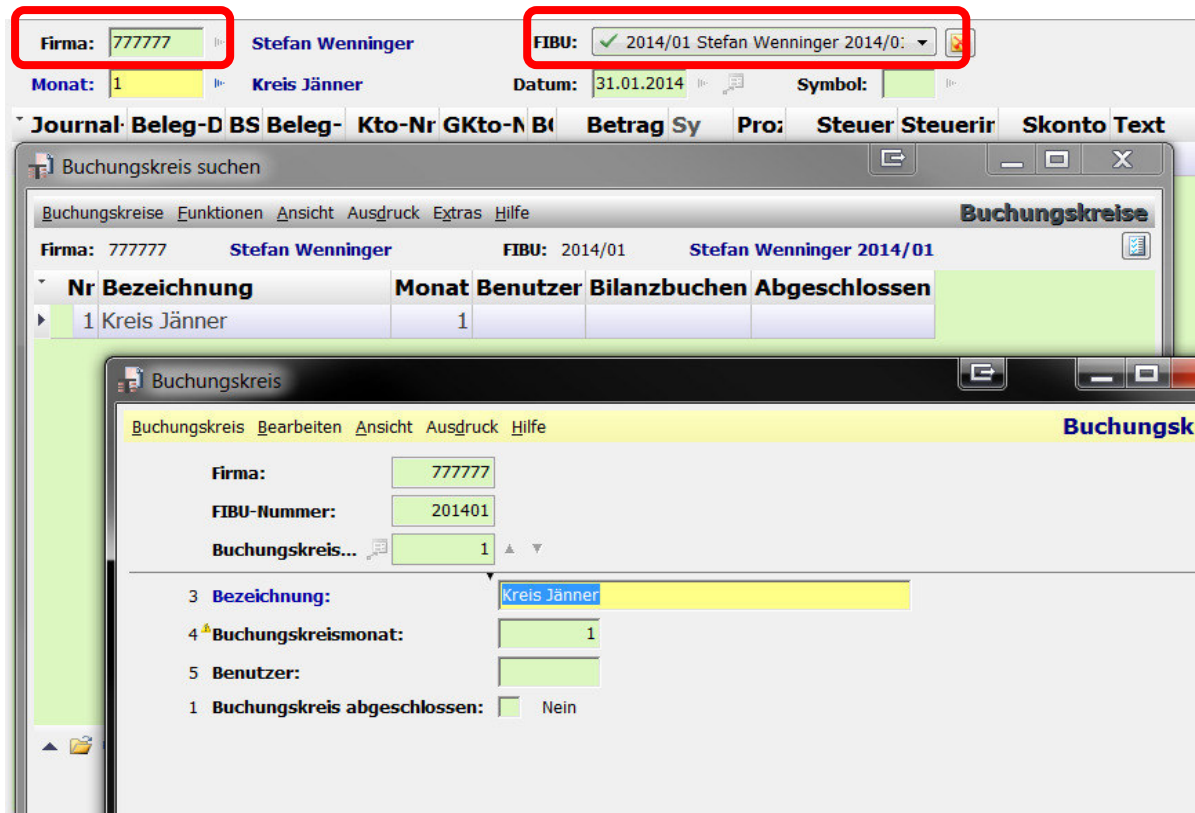 Firma: 777777 Stefan Wenninger FIBU: 2014/01 Stefan Wenninger 2014/0
Monat: 1 Kreis Jänner Datum: 31.01.2014 Symbol:
Journal- Beleg-D BS Beleg- Kto-Nr GKto-N Betrag Sy Proz Steuer Steuerin Skonto Text
Buchungskreis suchen
Buchungskreise Funktionen Ansicht Ausdruck Extras Hilfe Buchungskreise
Firma: 777777 Stefan Wenninger FIBU: 2014/01 Stefan Wenninger 2014/01
Nr Bezeichnung Monat Benutzer Bilanzbuchen Abgeschlossen
1 Kreis Jänner 1
Buchungskreis
Buchungskreis Bearbeiten Ansicht Ausdruck Hilfe Buchungsk
Firma: 777777
FIBU-Nummer: 201401
Buchungskreis... 1
3 Bezeichnung: Kreis Jänner
4 Buchungskreismonat: 1
5 Benutzer:
1 Buchungskreis abgeschlossen: Nein